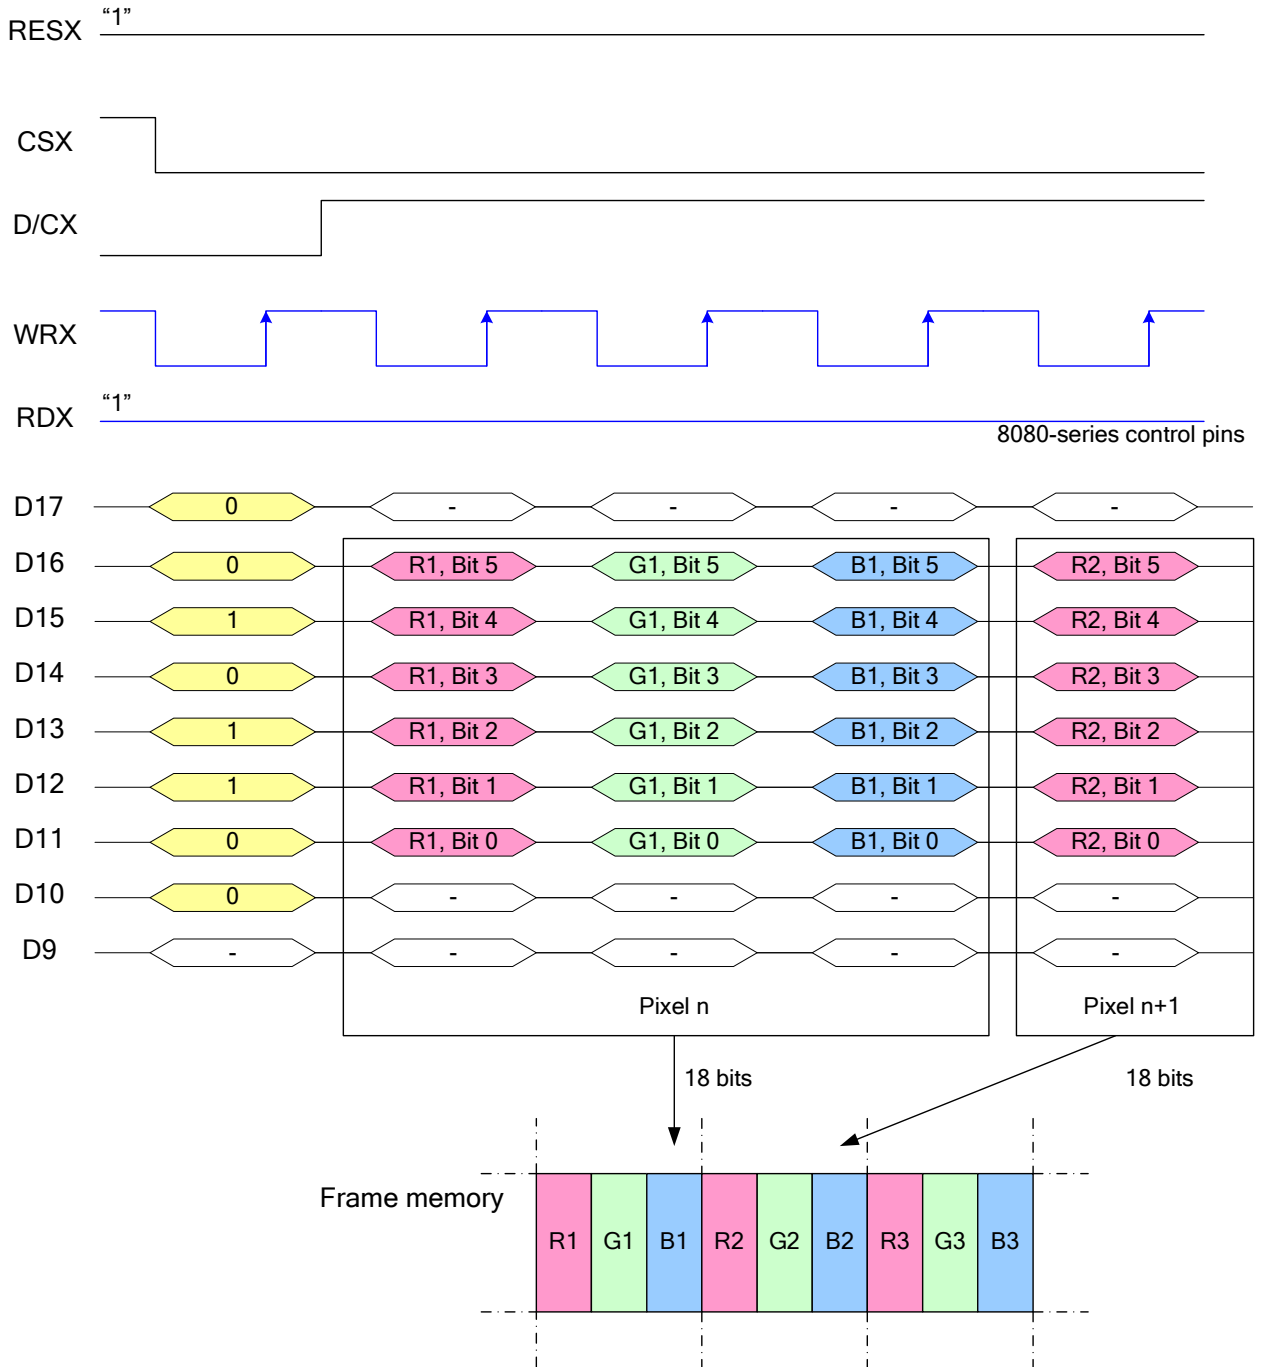 RESX “1”
CSX
D/CX
WRX
RDX “1”
8080-series control pins
D17 0 - - - -
D16 0 R1, Bit 5 G1, Bit 5 B1, Bit 5 R2, Bit 5
D15 1 R1, Bit 4 G1, Bit 4 B1, Bit 4 R2, Bit 4
D14 0 R1, Bit 3 G1, Bit 3 B1, Bit 3 R2, Bit 3
D13 1 R1, Bit 2 G1, Bit 2 B1, Bit 2 R2, Bit 2
D12 1 R1, Bit 1 G1, Bit 1 B1, Bit 1 R2, Bit 1
D11 0 R1, Bit 0 G1, Bit 0 B1, Bit 0 R2, Bit 0
D10 0 - - - -
D9 - - - - -
Pixel n Pixel n+1
18 bits 18 bits
Frame memory
R1 G1 B1 R2 G2 B2 R3 G3 B3